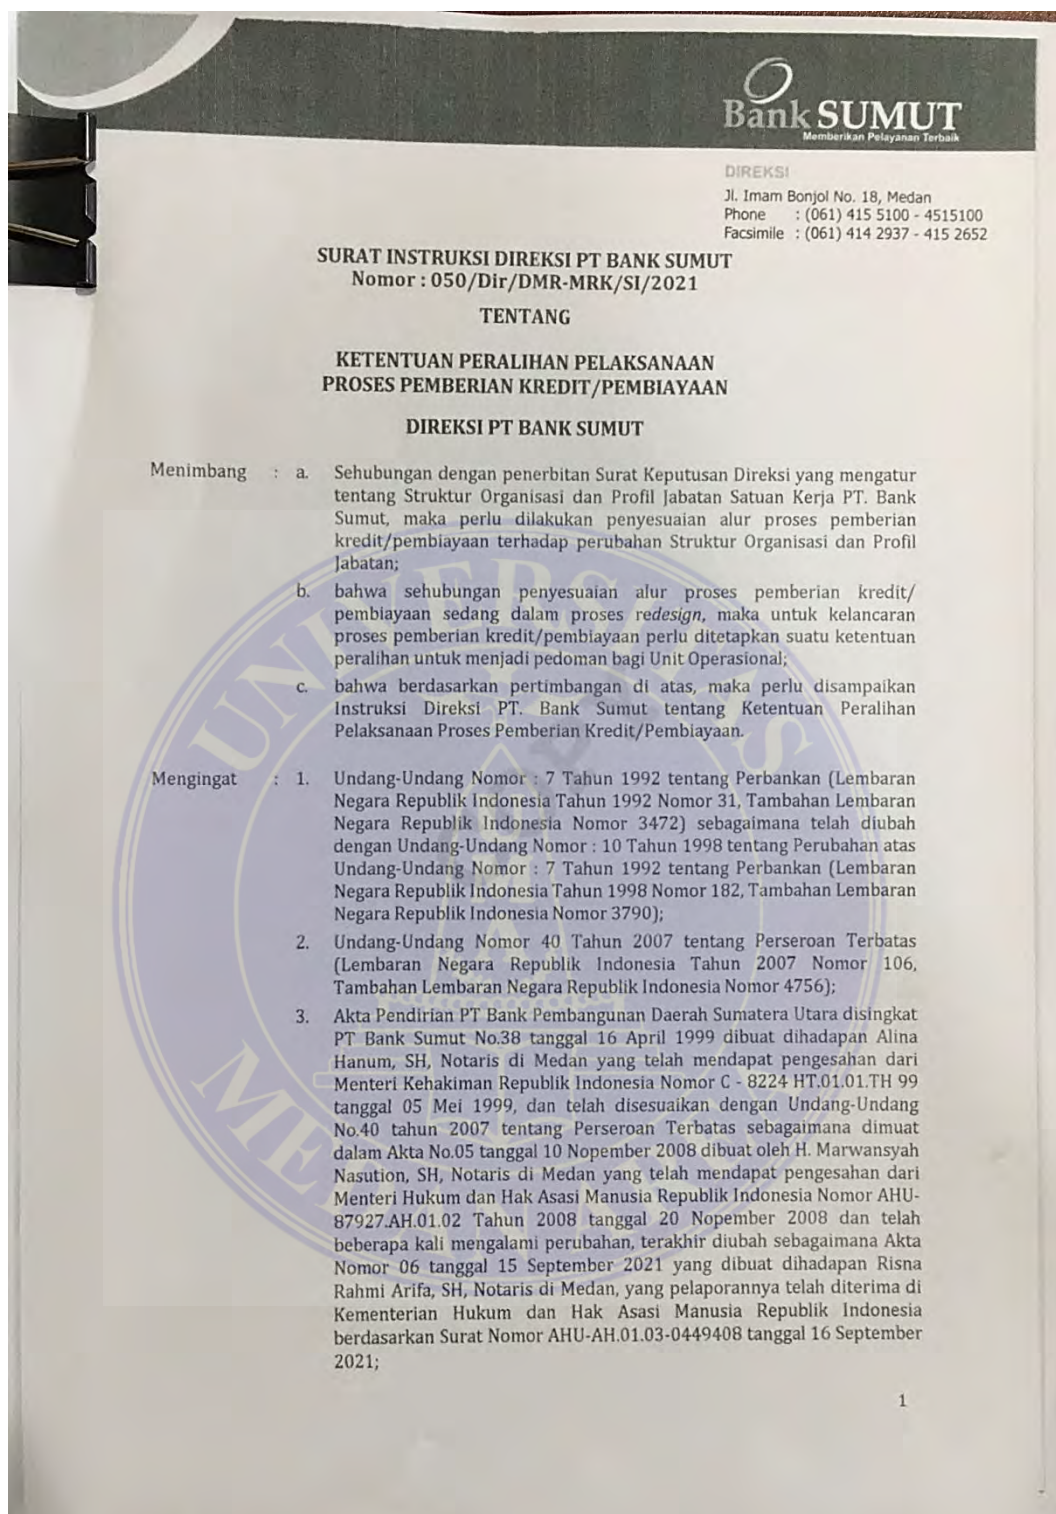 Bank SUMUT
Memberikan Pelayanan Terbaik
DIREKSI
Jl. Imam Bonjol No. 18, Medan
Phone : (061) 415 5100 - 4515100
Facsimile : (061) 414 2937 - 415 2652
SURAT INSTRUKSI DIREKSI PT BANK SUMUT
Nomor : 050/Dir/DMR-MRK/SI/2021
TENTANG
KETENTUAN PERALIHAN PELAKSANAAN
PROSES PEMBERIAN KREDIT/PEMBIAYAAN
DIREKSI PT BANK SUMUT
Menimbang : a. Sehubungan dengan penerbitan Surat Keputusan Direksi yang mengatur
tentang Struktur Organisasi dan Profil Jabatan Satuan Kerja PT. Bank
Sumut, maka perlu dilakukan penyesuaian alur proses pemberian
kredit/pembiayaan terhadap perubahan Struktur Organisasi dan Profil
Jabatan;
b. bahwa sehubungan penyesuaian alur proses pemberian kredit/
pembiayaan sedang dalam proses redesign, maka untuk kelancaran
proses pemberian kredit/pembiayaan perlu ditetapkan suatu ketentuan
peralihan untuk menjadi pedoman bagi Unit Operasional;
c. bahwa berdasarkan pertimbangan di atas, maka perlu disampaikan
Instruksi Direksi PT. Bank Sumut tentang Ketentuan Peralihan
Pelaksanaan Proses Pemberian Kredit/Pembiayaan.
Mengingat : 1. Undang-Undang Nomor : 7 Tahun 1992 tentang Perbankan (Lembaran
Negara Republik Indonesia Tahun 1992 Nomor 31, Tambahan Lembaran
Negara Republik Indonesia Nomor 3472) sebagaimana telah diubah
dengan Undang-Undang Nomor : 10 Tahun 1998 tentang Perubahan atas
Undang-Undang Nomor : 7 Tahun 1992 tentang Perbankan (Lembaran
Negara Republik Indonesia Tahun 1998 Nomor 182, Tambahan Lembaran
Negara Republik Indonesia Nomor 3790);
2. Undang-Undang Nomor 40 Tahun 2007 tentang Perseroan Terbatas
(Lembaran Negara Republik Indonesia Tahun 2007 Nomor 106,
Tambahan Lembaran Negara Republik Indonesia Nomor 4756);
3. Akta Pendirian PT Bank Pembangunan Daerah Sumatera Utara disingkat
PT Bank Sumut No.38 tanggal 16 April 1999 dibuat dihadapan Alina
Hanum, SH, Notaris di Medan yang telah mendapat pengesahan dari
Menteri Kehakiman Republik Indonesia Nomor C - 8224 HT.01.01.TH 99
tanggal 05 Mei 1999, dan telah disesuaikan dengan Undang-Undang
No.40 tahun 2007 tentang Perseroan Terbatas sebagaimana dimuat
dalam Akta No.05 tanggal 10 Nopember 2008 dibuat oleh H. Marwansyah
Nasution, SH, Notaris di Medan yang telah mendapat pengesahan dari
Menteri Hukum dan Hak Asasi Manusia Republik Indonesia Nomor AHU-
87927.AH.01.02 Tahun 2008 tanggal 20 Nopember 2008 dan telah
beberapa kali mengalami perubahan, terakhir diubah sebagaimana Akta
Nomor 06 tanggal 15 September 2021 yang dibuat dihadapan Risna
Rahmi Arifa, SH, Notaris di Medan, yang pelaporannya telah diterima di
Kementerian Hukum dan Hak Asasi Manusia Republik Indonesia
berdasarkan Surat Nomor AHU-AH.01.03-0449408 tanggal 16 September
2021;
1
UNIVERSITAS
MEDAN AREA